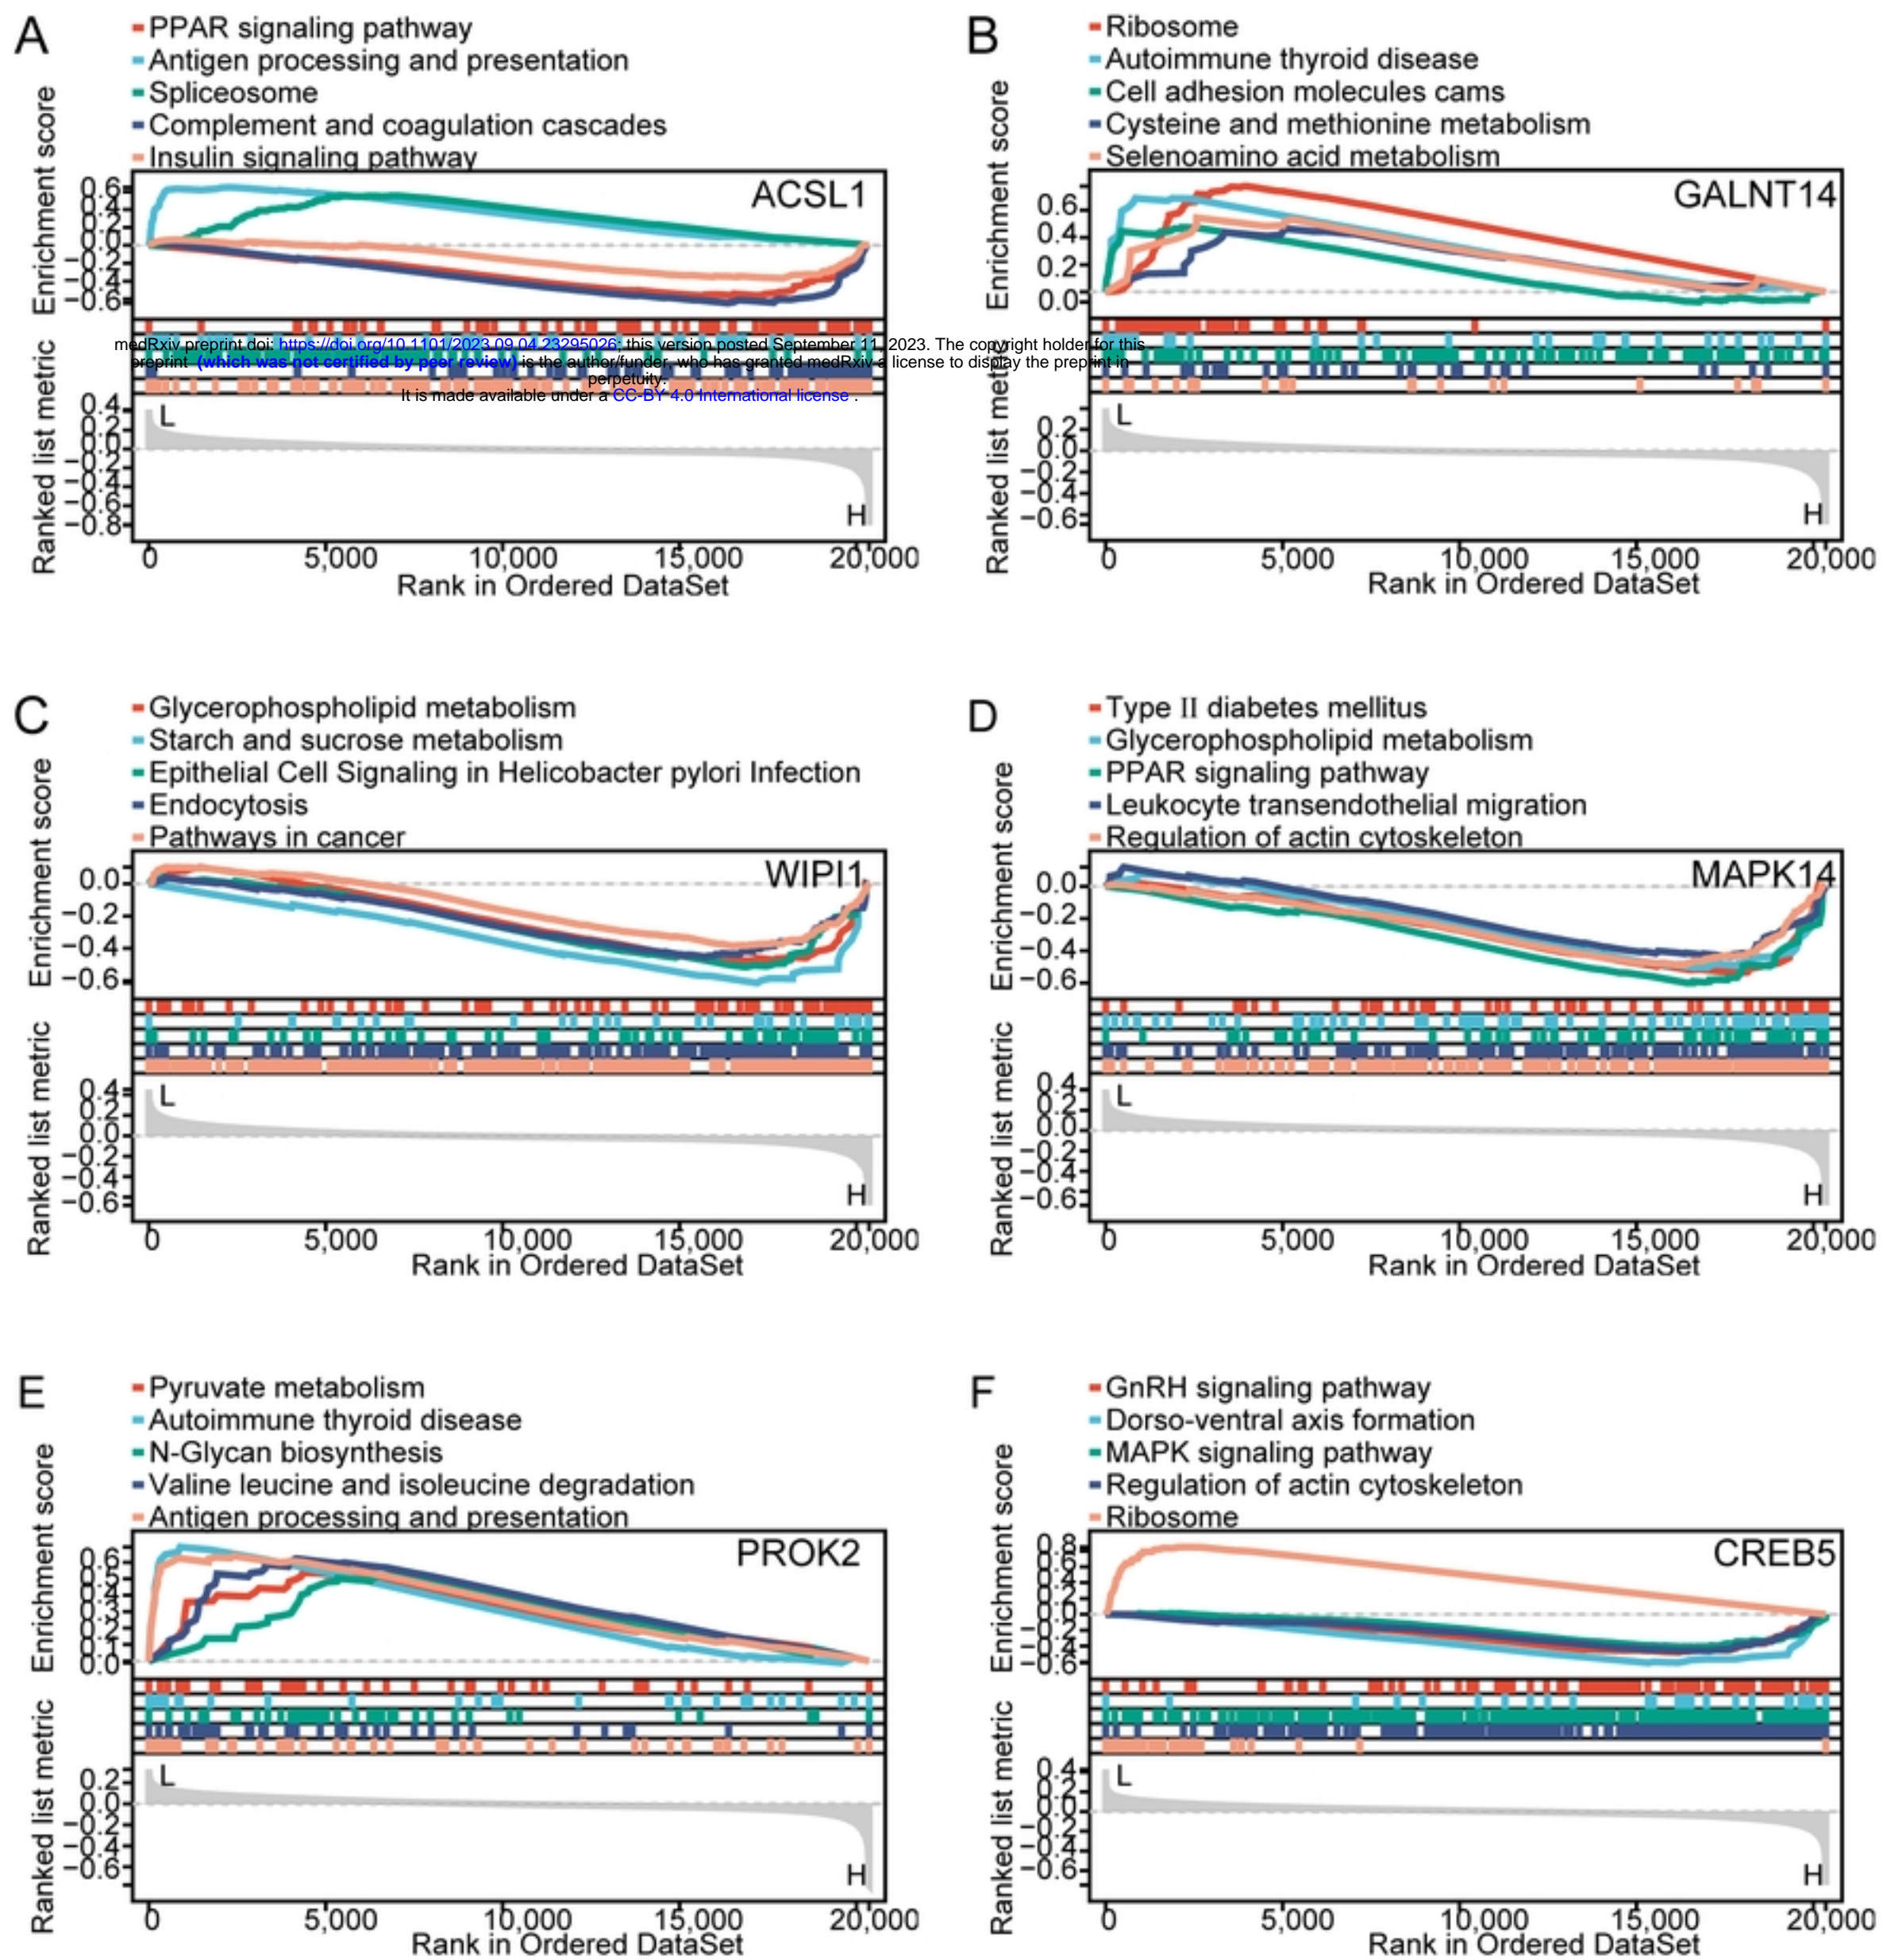 A
PPAR signaling pathway
Antigen processing and presentation
Spliceosome
Complement and coagulation cascades
Insulin signaling pathway
Enrichment score
0.6
0.4
0.2
0.0
−0.2
−0.4
−0.6
ACSL1
medRxiv preprint doi: https://doi.org/10.1101/2023.09.04.23295026; this version posted September 11, 2023. The copyright holder for this
preprint (which was not certified by peer review) is the author/funder, who has granted medRxiv a license to display the preprint in
perpetuity.
It is made available under a CC-BY 4.0 International license .
Ranked list metric
0.4
0.2
0.0
−0.2
−0.4
−0.6
−0.8
L
H
0 5,000 10,000 15,000 20,000
Rank in Ordered DataSet
B
Ribosome
Autoimmune thyroid disease
Cell adhesion molecules cams
Cysteine and methionine metabolism
Selenoamino acid metabolism
Enrichment score
0.6
0.4
0.2
0.0
GALNT14
Ranked list metric
0.2
0.0
−0.2
−0.4
−0.6
L
H
0 5,000 10,000 15,000 20,000
Rank in Ordered DataSet
C
Glycerophospholipid metabolism
Starch and sucrose metabolism
Epithelial Cell Signaling in Helicobacter pylori Infection
Endocytosis
Pathways in cancer
Enrichment score
0.0
−0.2
−0.4
−0.6
WIPI1
Ranked list metric
0.4
0.2
0.0
−0.2
−0.4
−0.6
L
H
0 5,000 10,000 15,000 20,000
Rank in Ordered DataSet
D
Type II diabetes mellitus
Glycerophospholipid metabolism
PPAR signaling pathway
Leukocyte transendothelial migration
Regulation of actin cytoskeleton
Enrichment score
0.0
−0.2
−0.4
−0.6
MAPK14
Ranked list metric
0.4
0.2
0.0
−0.2
−0.4
−0.6
L
H
0 5,000 10,000 15,000 20,000
Rank in Ordered DataSet
E
Pyruvate metabolism
Autoimmune thyroid disease
N-Glycan biosynthesis
Valine leucine and isoleucine degradation
Antigen processing and presentation
Enrichment score
0.6
0.5
0.4
0.3
0.2
0.1
0.0
PROK2
Ranked list metric
0.2
0.0
−0.2
−0.4
−0.6
L
H
0 5,000 10,000 15,000 20,000
Rank in Ordered DataSet
F
GnRH signaling pathway
Dorso-ventral axis formation
MAPK signaling pathway
Regulation of actin cytoskeleton
Ribosome
Enrichment score
0.8
0.6
0.4
0.2
0.0
−0.2
−0.4
−0.6
CREB5
Ranked list metric
0.4
0.2
0.0
−0.2
−0.4
−0.6
L
H
0 5,000 10,000 15,000 20,000
Rank in Ordered DataSet